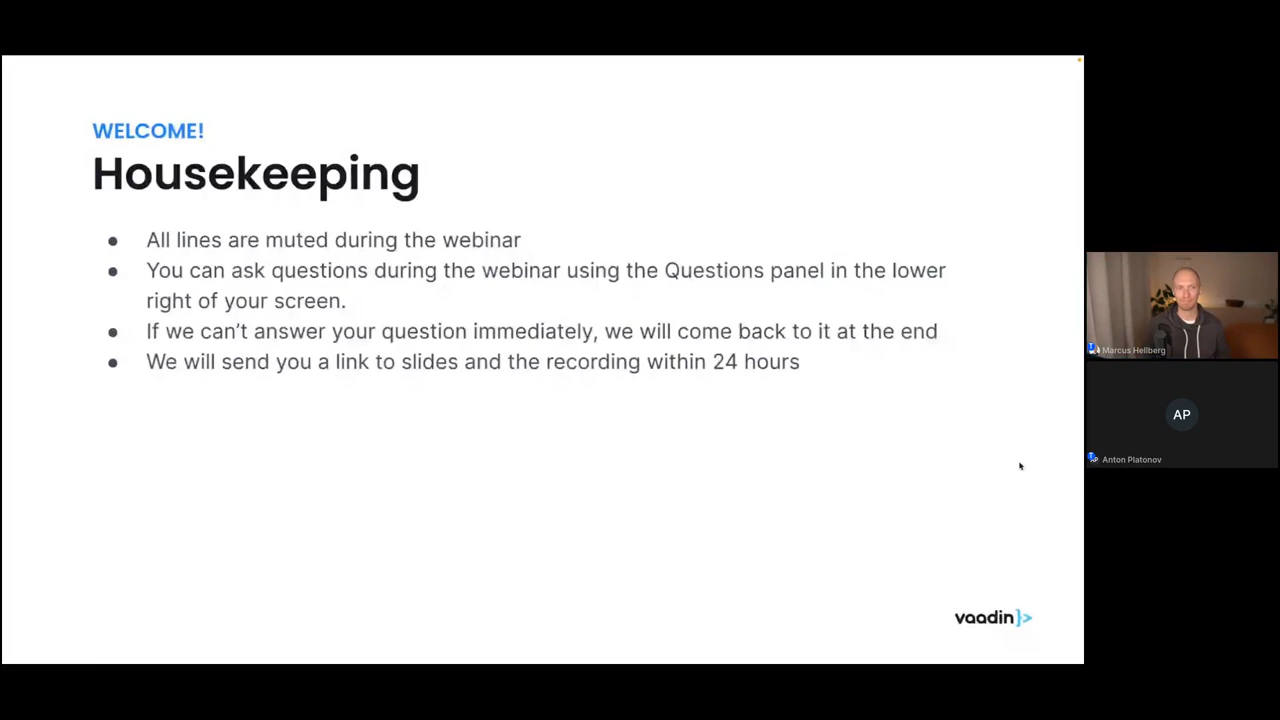 WELCOME!
Housekeeping
● All lines are muted during the webinar
● You can ask questions during the webinar using the Questions panel in the lower
right of your screen.
● If we can’t answer your question immediately, we will come back to it at the end
● We will send you a link to slides and the recording within 24 hours
vaadin}>
Marcus Hellberg
AP
Anton Platonov